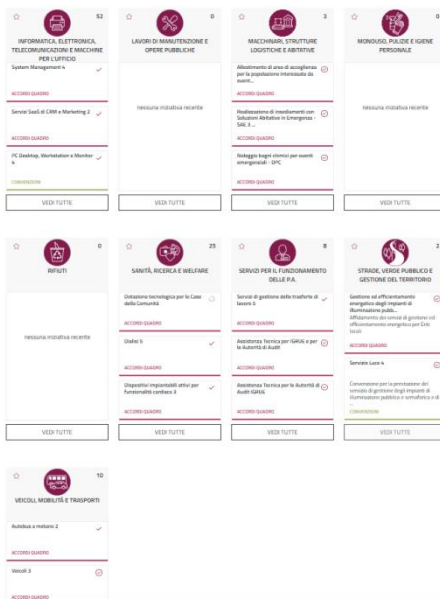 52
INFORMATICA, ELETTRONICA,
TELECOMUNICAZIONI E MACCHINE
PER L'UFFICIO
System Management 4
ACCORDI QUADRO
Servizi SaaS di CRM e Marketing 2
ACCORDI QUADRO
PC Desktop, Workstation e Monitor
4
CONVENZIONI
VEDI TUTTE
0
LAVORI DI MANUTENZIONE E
OPERE PUBBLICHE
nessuna iniziativa recente
VEDI TUTTE
3
MACCHINARI, STRUTTURE
LOGISTICHE E ABITATIVE
Allestimento di aree di accoglienza
per la popolazione interessata da
eventi...
ACCORDI QUADRO
Realizzazione di insediamenti con
Soluzioni Abitative in Emergenza -
SAE 3 ...
ACCORDI QUADRO
Noleggio bagni chimici per eventi
emergenziali - DPC
ACCORDI QUADRO
VEDI TUTTE
0
MONOUSO, PULIZIE E IGIENE
PERSONALE
nessuna iniziativa recente
VEDI TUTTE
0
RIFIUTI
nessuna iniziativa recente
VEDI TUTTE
25
SANITÀ, RICERCA E WELFARE
Dotazione tecnologica per le Case
della Comunità
ACCORDI QUADRO
Dialisi 5
ACCORDI QUADRO
Dispositivi impiantabili attivi per
funzionalità cardiaca 3
ACCORDI QUADRO
VEDI TUTTE
8
SERVIZI PER IL FUNZIONAMENTO
DELLE P.A.
Servizi di gestione delle trasferte di
lavoro 5
ACCORDI QUADRO
Assistenza Tecnica per IGRUE e per
le Autorità di Audit
ACCORDI QUADRO
Assistenza Tecnica per le Autorità di
Audit IGRUE
ACCORDI QUADRO
VEDI TUTTE
2
STRADE, VERDE PUBBLICO E
GESTIONE DEL TERRITORIO
Gestione ed efficientamento
energetico degli impianti di
illuminazione pubb...
Affidamento dei servizi di gestione ed
efficientamento energetico per Enti
locali
ACCORDI QUADRO
Servizio Luce 4
Convenzione per la prestazione del
servizio di gestione degli impianti di
illuminazione pubblica e semaforica e di
...
CONVENZIONI
VEDI TUTTE
10
VEICOLI, MOBILITÀ E TRASPORTI
Autobus a metano 2
ACCORDI QUADRO
Veicoli 3
ACCORDI QUADRO